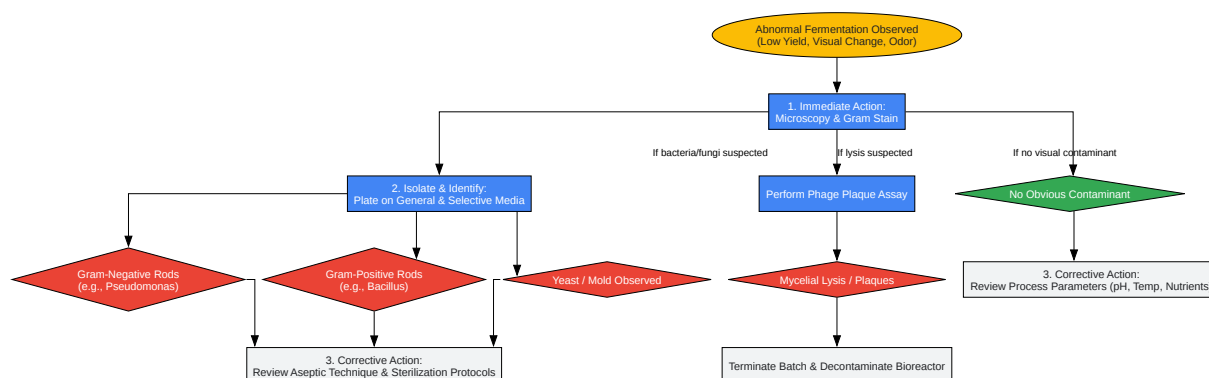 Abnormal Fermentation Observed
(Low Yield, Visual Change, Odor)
1. Immediate Action:
Microscopy & Gram Stain
If bacteria/fungi suspected
If lysis suspected
If no visual contaminant
2. Isolate & Identify:
Plate on General & Selective Media
Perform Phage Plaque Assay
No Obvious Contaminant
Gram-Negative Rods
(e.g., Pseudomonas)
Gram-Positive Rods
(e.g., Bacillus)
Yeast / Mold Observed
Mycelial Lysis / Plaques
3. Corrective Action:
Review Process Parameters (pH, Temp, Nutrients
3. Corrective Action:
Review Aseptic Technique & Sterilization Protocols
Terminate Batch & Decontaminate Bioreactor